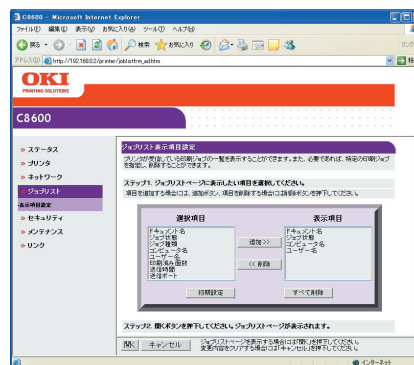 C8600 - Microsoft Internet Explorer
ファイル(F) 編集(E) 表示(V) お気に入り(A) ツール(T) ヘルプ(H)
戻る 検索 お気に入り
アドレス(D) http://192.168.0.2/printer/joblistfrm_ad.htm
OKI
PRINTING SOLUTIONS
C8600
» ステータス
» プリンタ
» ネットワーク
» ジョブリスト
-表示項目設定
» セキュリティ
» メンテナンス
» リンク
ジョブリスト表示項目設定
プリンタが受信している印刷ジョブの一覧を表示することができます。また、必要であれば、特定の印刷ジョブ
を指定し、削除することができます。
ステップ1. ジョブリストページに表示したい項目を選択してください。
項目を追加する場合には、追加ボタン、項目を削除する場合には削除ボタンを押下してください。
選択項目
ドキュメント名
ジョブ状態
ジョブ種類
コンピュータ名
ユーザー名
印刷済み面数
送信時間
送信ポート
追加 >>
<< 削除
表示項目
ドキュメント名
ジョブ状態
コンピュータ名
ユーザー名
初期設定
すべて削除
ステップ2. 開くボタンを押下してください。ジョブリストページが表示されます。
開く
キャンセル
ジョブリストページを表示する場合には「開く」を押下してください。
変更内容をクリアする場合には「キャンセル」を押下してください。
インターネット